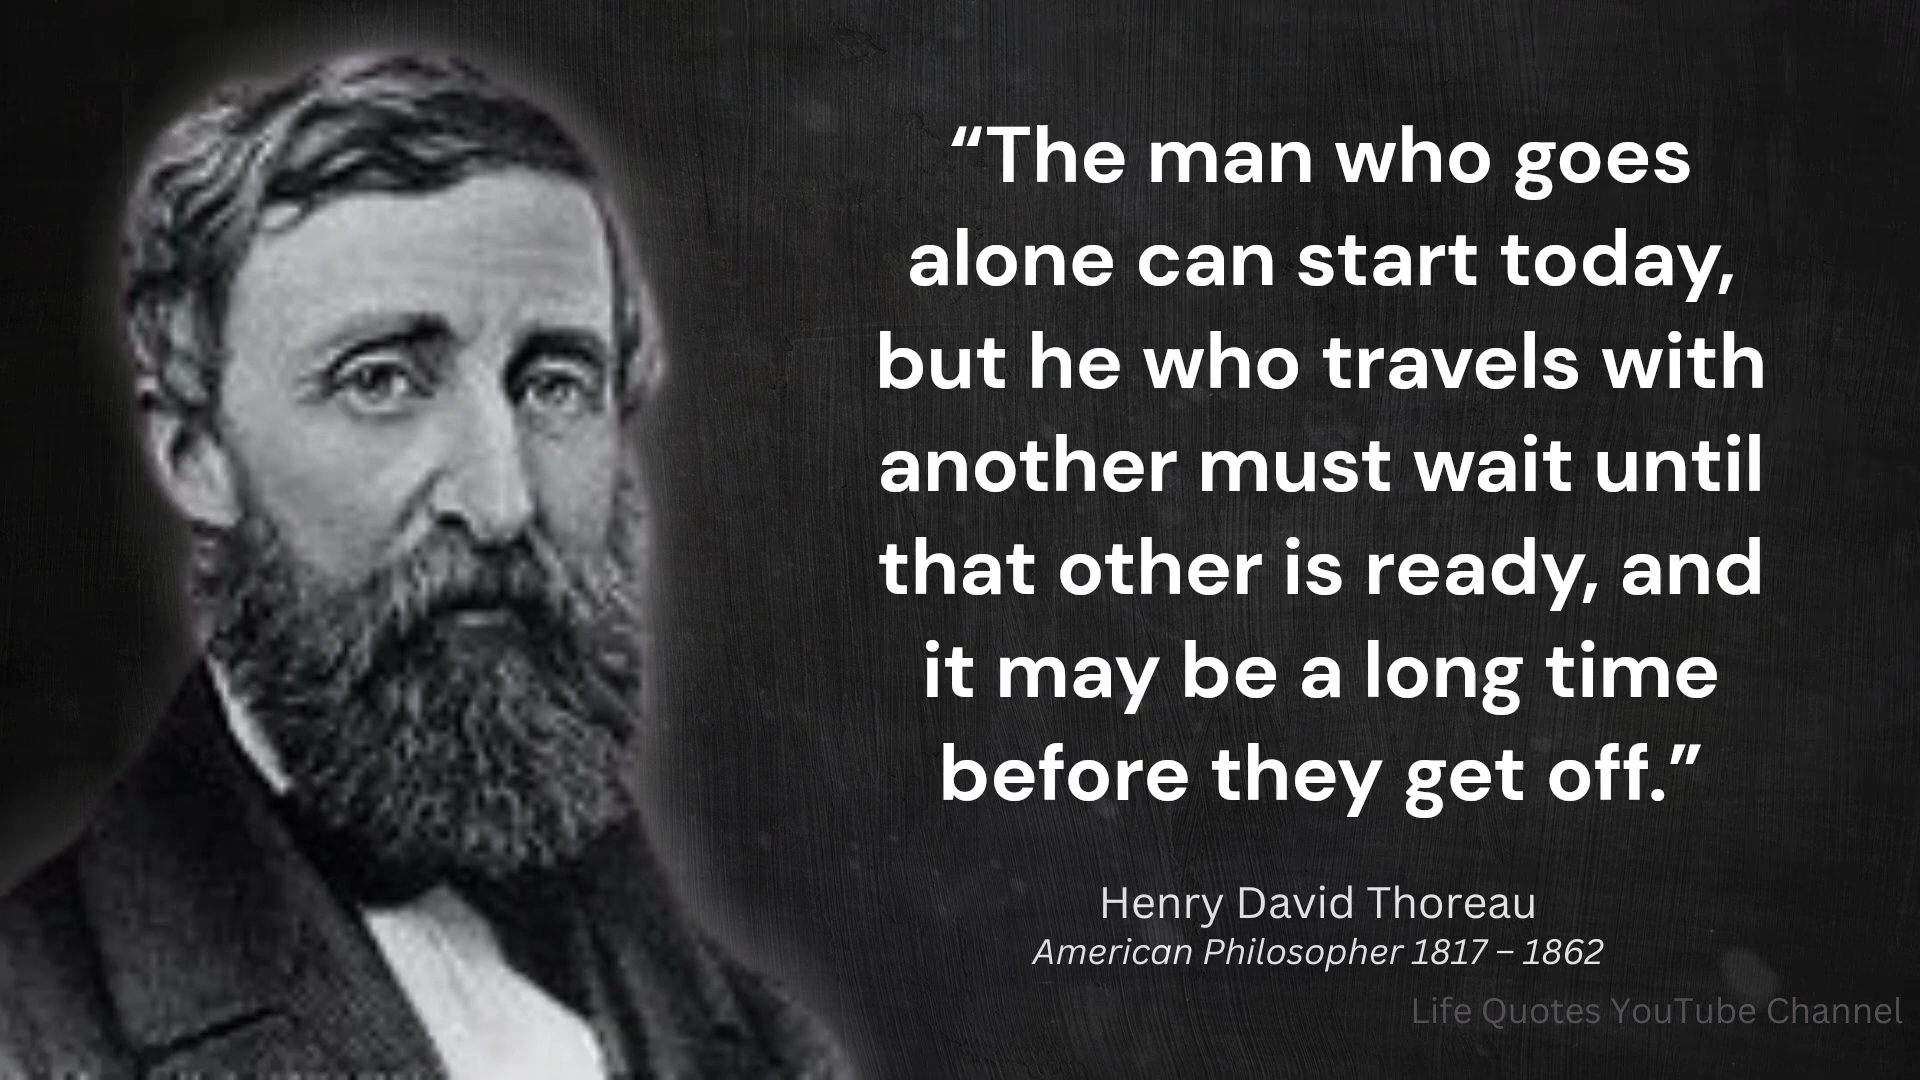 “The man who goes
alone can start today,
but he who travels with
another must wait until
that other is ready, and
it may be a long time
before they get off.”
Henry David Thoreau
American Philosopher 1817 – 1862
Life Quotes YouTube Channel